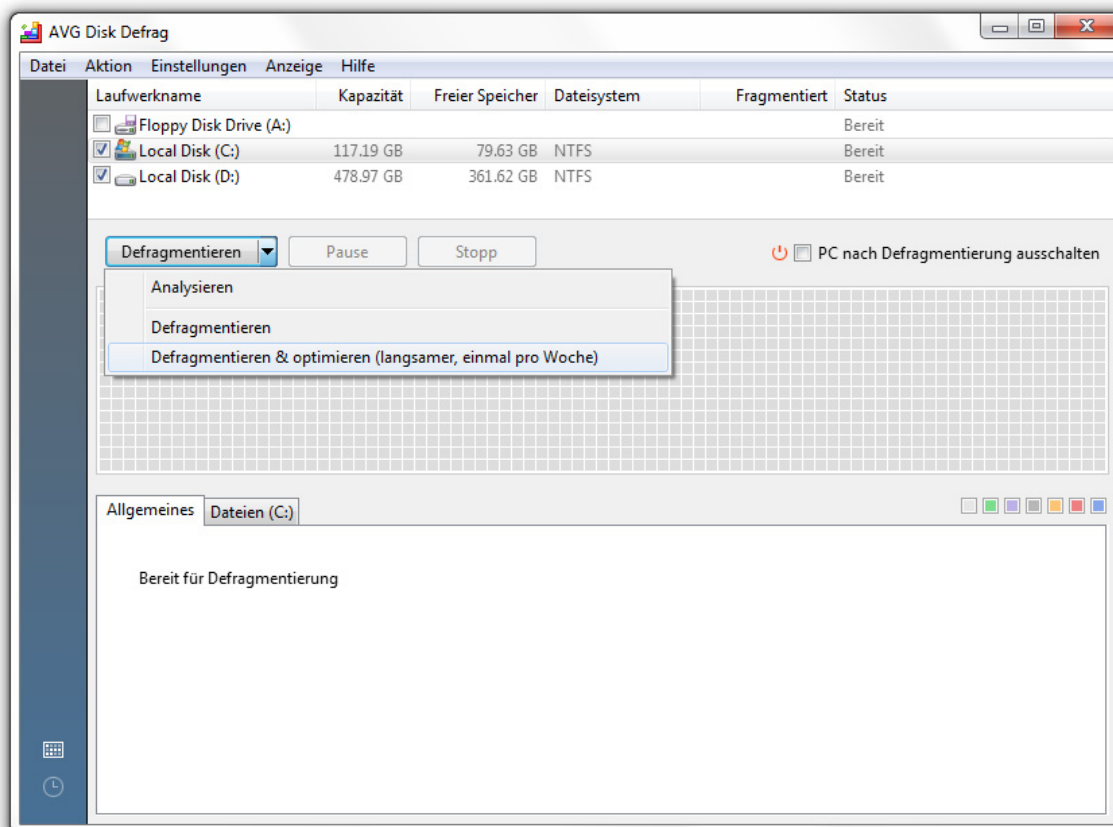 AVG Disk Defrag
Datei Aktion Einstellungen Anzeige Hilfe
Laufwerkname Kapazität Freier Speicher Dateisystem Fragmentiert Status
Floppy Disk Drive (A:) Bereit
Local Disk (C:) 117.19 GB 79.63 GB NTFS Bereit
Local Disk (D:) 478.97 GB 361.62 GB NTFS Bereit
Defragmentieren Pause Stopp PC nach Defragmentierung ausschalten
Analysieren
Defragmentieren
Defragmentieren & optimieren (langsamer, einmal pro Woche)
Allgemeines Dateien (C:)
Bereit für Defragmentierung